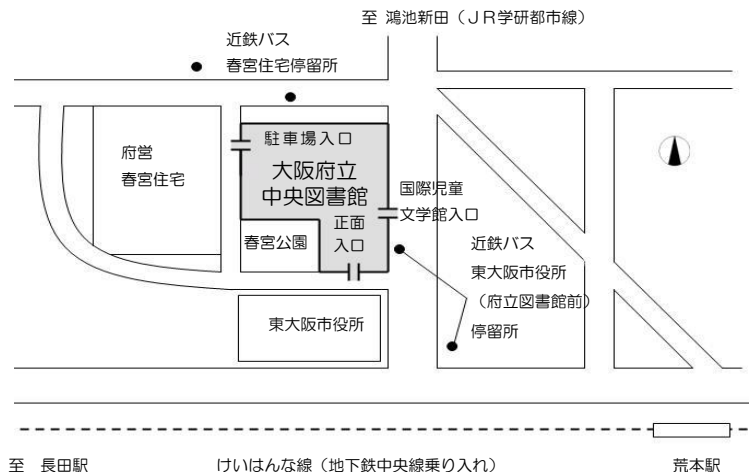 至 鴻池新田（ＪＲ学研都市線）
近鉄バス
春宮住宅停留所
駐車場入口
大阪府立
中央図書館
府営
春宮住宅
国際児童
文学館入口
正面
入口
春宮公園
近鉄バス
東大阪市役所
（府立図書館前）
停留所
東大阪市役所
至 長田駅
けいはんな線（地下鉄中央線乗り入れ）
荒本駅